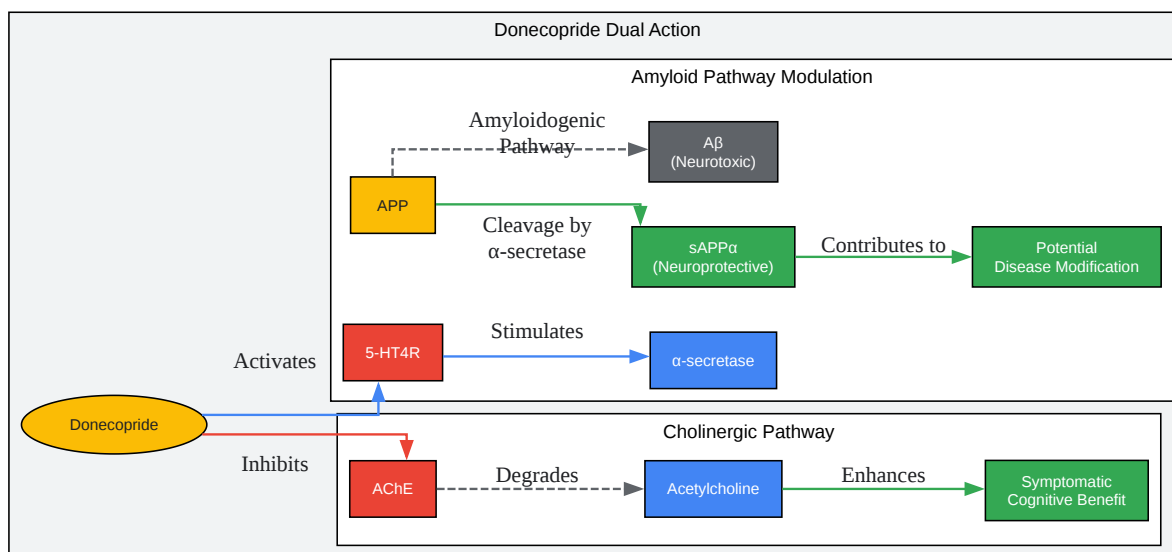 Donecopride Dual Action
Amyloid Pathway Modulation
Amyloidogenic
Pathway
Aβ
(Neurotoxic)
APP
Cleavage by
α-secretase
sAPPα
(Neuroprotective)
Contributes to
Potential
Disease Modification
5-HT4R
Stimulates
α-secretase
Activates
Donecopride
Inhibits
Cholinergic Pathway
AChE
Degrades
Acetylcholine
Enhances
Symptomatic
Cognitive Benefit